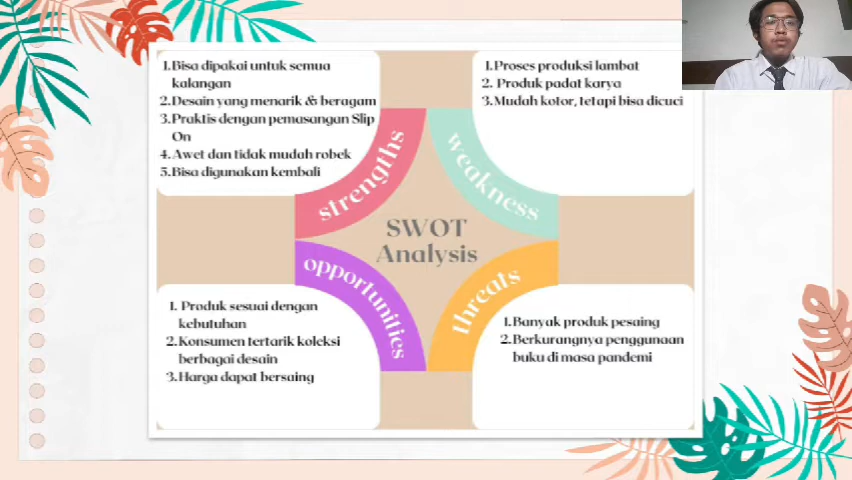 1.Bisa dipakai untuk semua
kalangan
2.Desain yang menarik & beragam
3.Praktis dengan pemasangan Slip
On
4.Awet dan tidak mudah robek
5.Bisa digunakan kembali
strengths
1.Proses produksi lambat
2. Produk padat karya
3.Mudah kotor, tetapi bisa dicuci
weakness
SWOT
Analysis
opportunities
1. Produk sesuai dengan
kebutuhan
2.Konsumen tertarik koleksi
berbagai desain
3.Harga dapat bersaing
threats
1.Banyak produk pesaing
2.Berkurangnya penggunaan
buku di masa pandemi